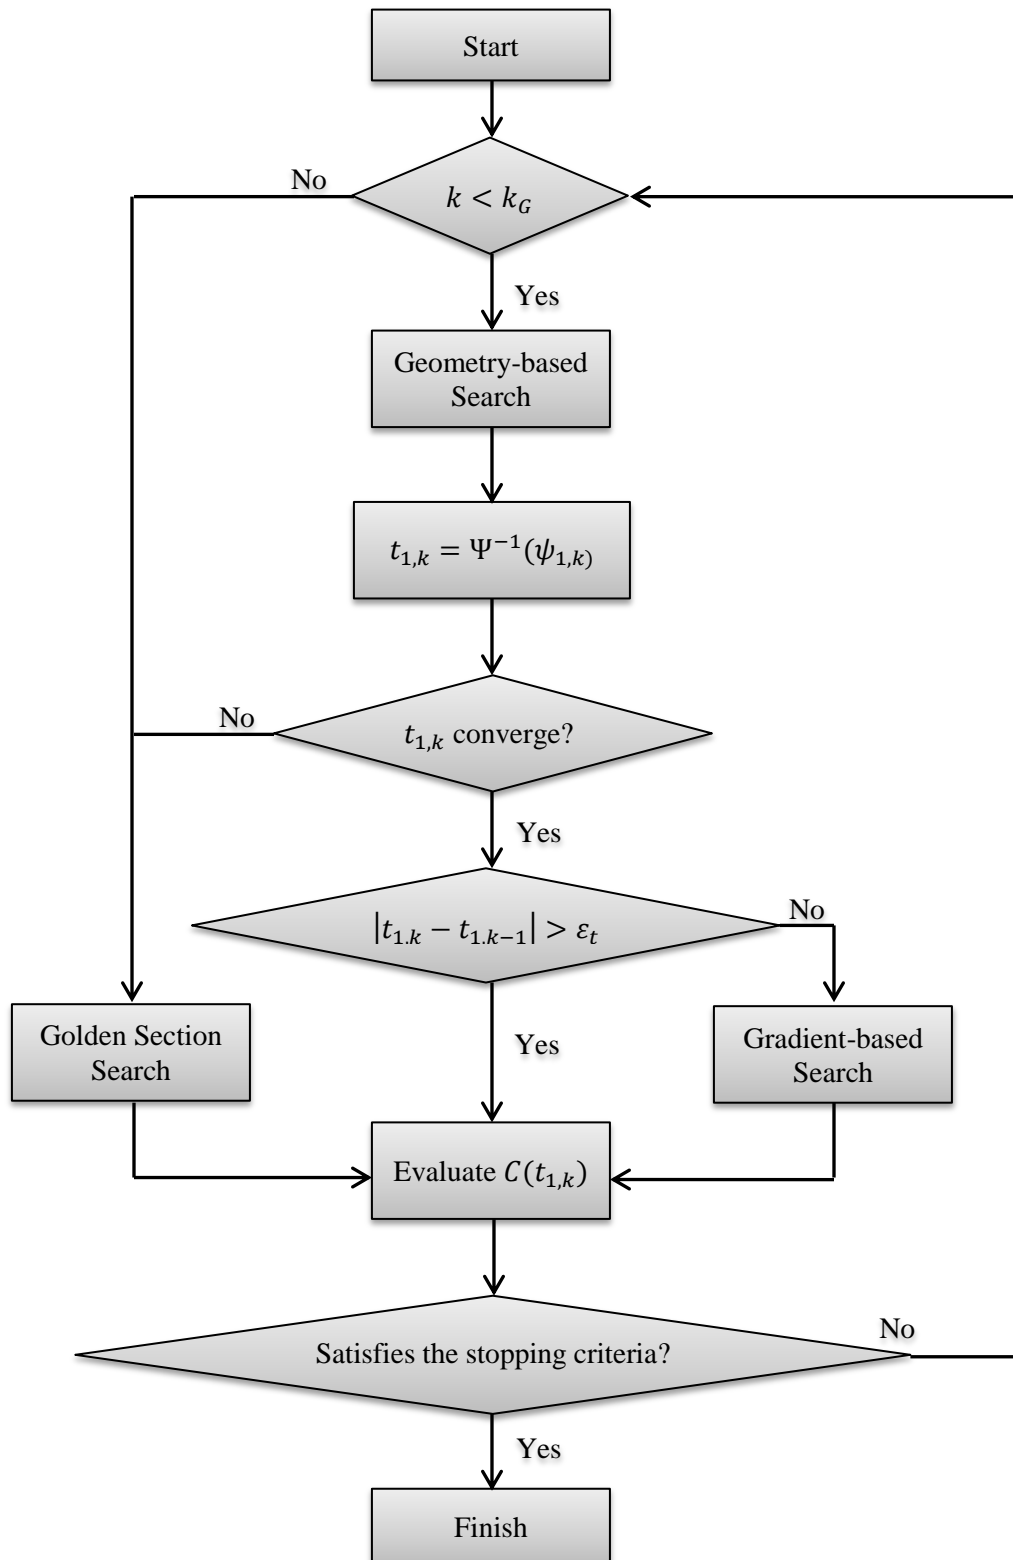 Start
No
k < k_G
Yes
Geometry-based
Search
t_{1,k} = Ψ^{-1}(ψ_{1,k)}
No
t_{1,k} converge?
Yes
No
|t_{1.k} − t_{1.k−1}| > ε_t
Golden Section
Search
Yes
Gradient-based
Search
Evaluate C(t_{1,k})
No
Satisfies the stopping criteria?
Yes
Finish